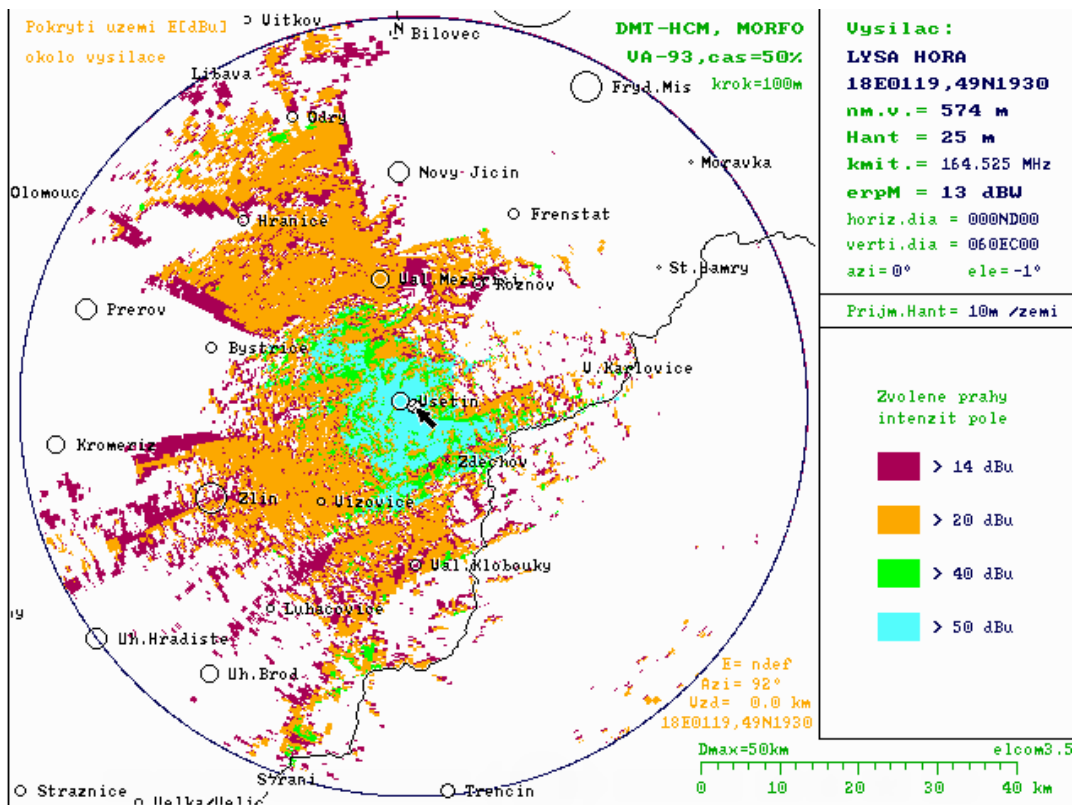 Pokryti uzemi E[dBu]
okolo vysilace
DMT-HCM, MORFO
VA-93,cas=50%
krok=100m
Vitkov
N
Bilovec
Libava
Fryd.Mis
Odry
Moravka
Novy-Jicin
Olomouc
Hranice
Frenstat
Val.Mezirici
Roznov
St.Hamry
Prerov
Bystrice
V.Karlovice
Vsetin
Kromeriz
Zdechov
Zlin
Vizovice
Val.Klobouky
Luhacovice
Uh.Hradiste
Uh.Brod
Strani
Straznice
Velka/Velic
Trencin
E= ndef
Azi= 92°
Vzd= 0.0 km
18E0119,49N1930
Dmax=50km
elcom3.5
0 10 20 30 40 km
Vysilac:
LYSA HORA
18E0119,49N1930
nm.v.= 574 m
Hant = 25 m
kmit.= 164.525 MHz
erpM = 13 dBW
horiz.dia = 000ND00
verti.dia = 060EC00
azi= 0° ele= -1°
Prijm.Hant= 10m /zemi
Zvolene prahy
intenzit pole
> 14 dBu
> 20 dBu
> 40 dBu
> 50 dBu